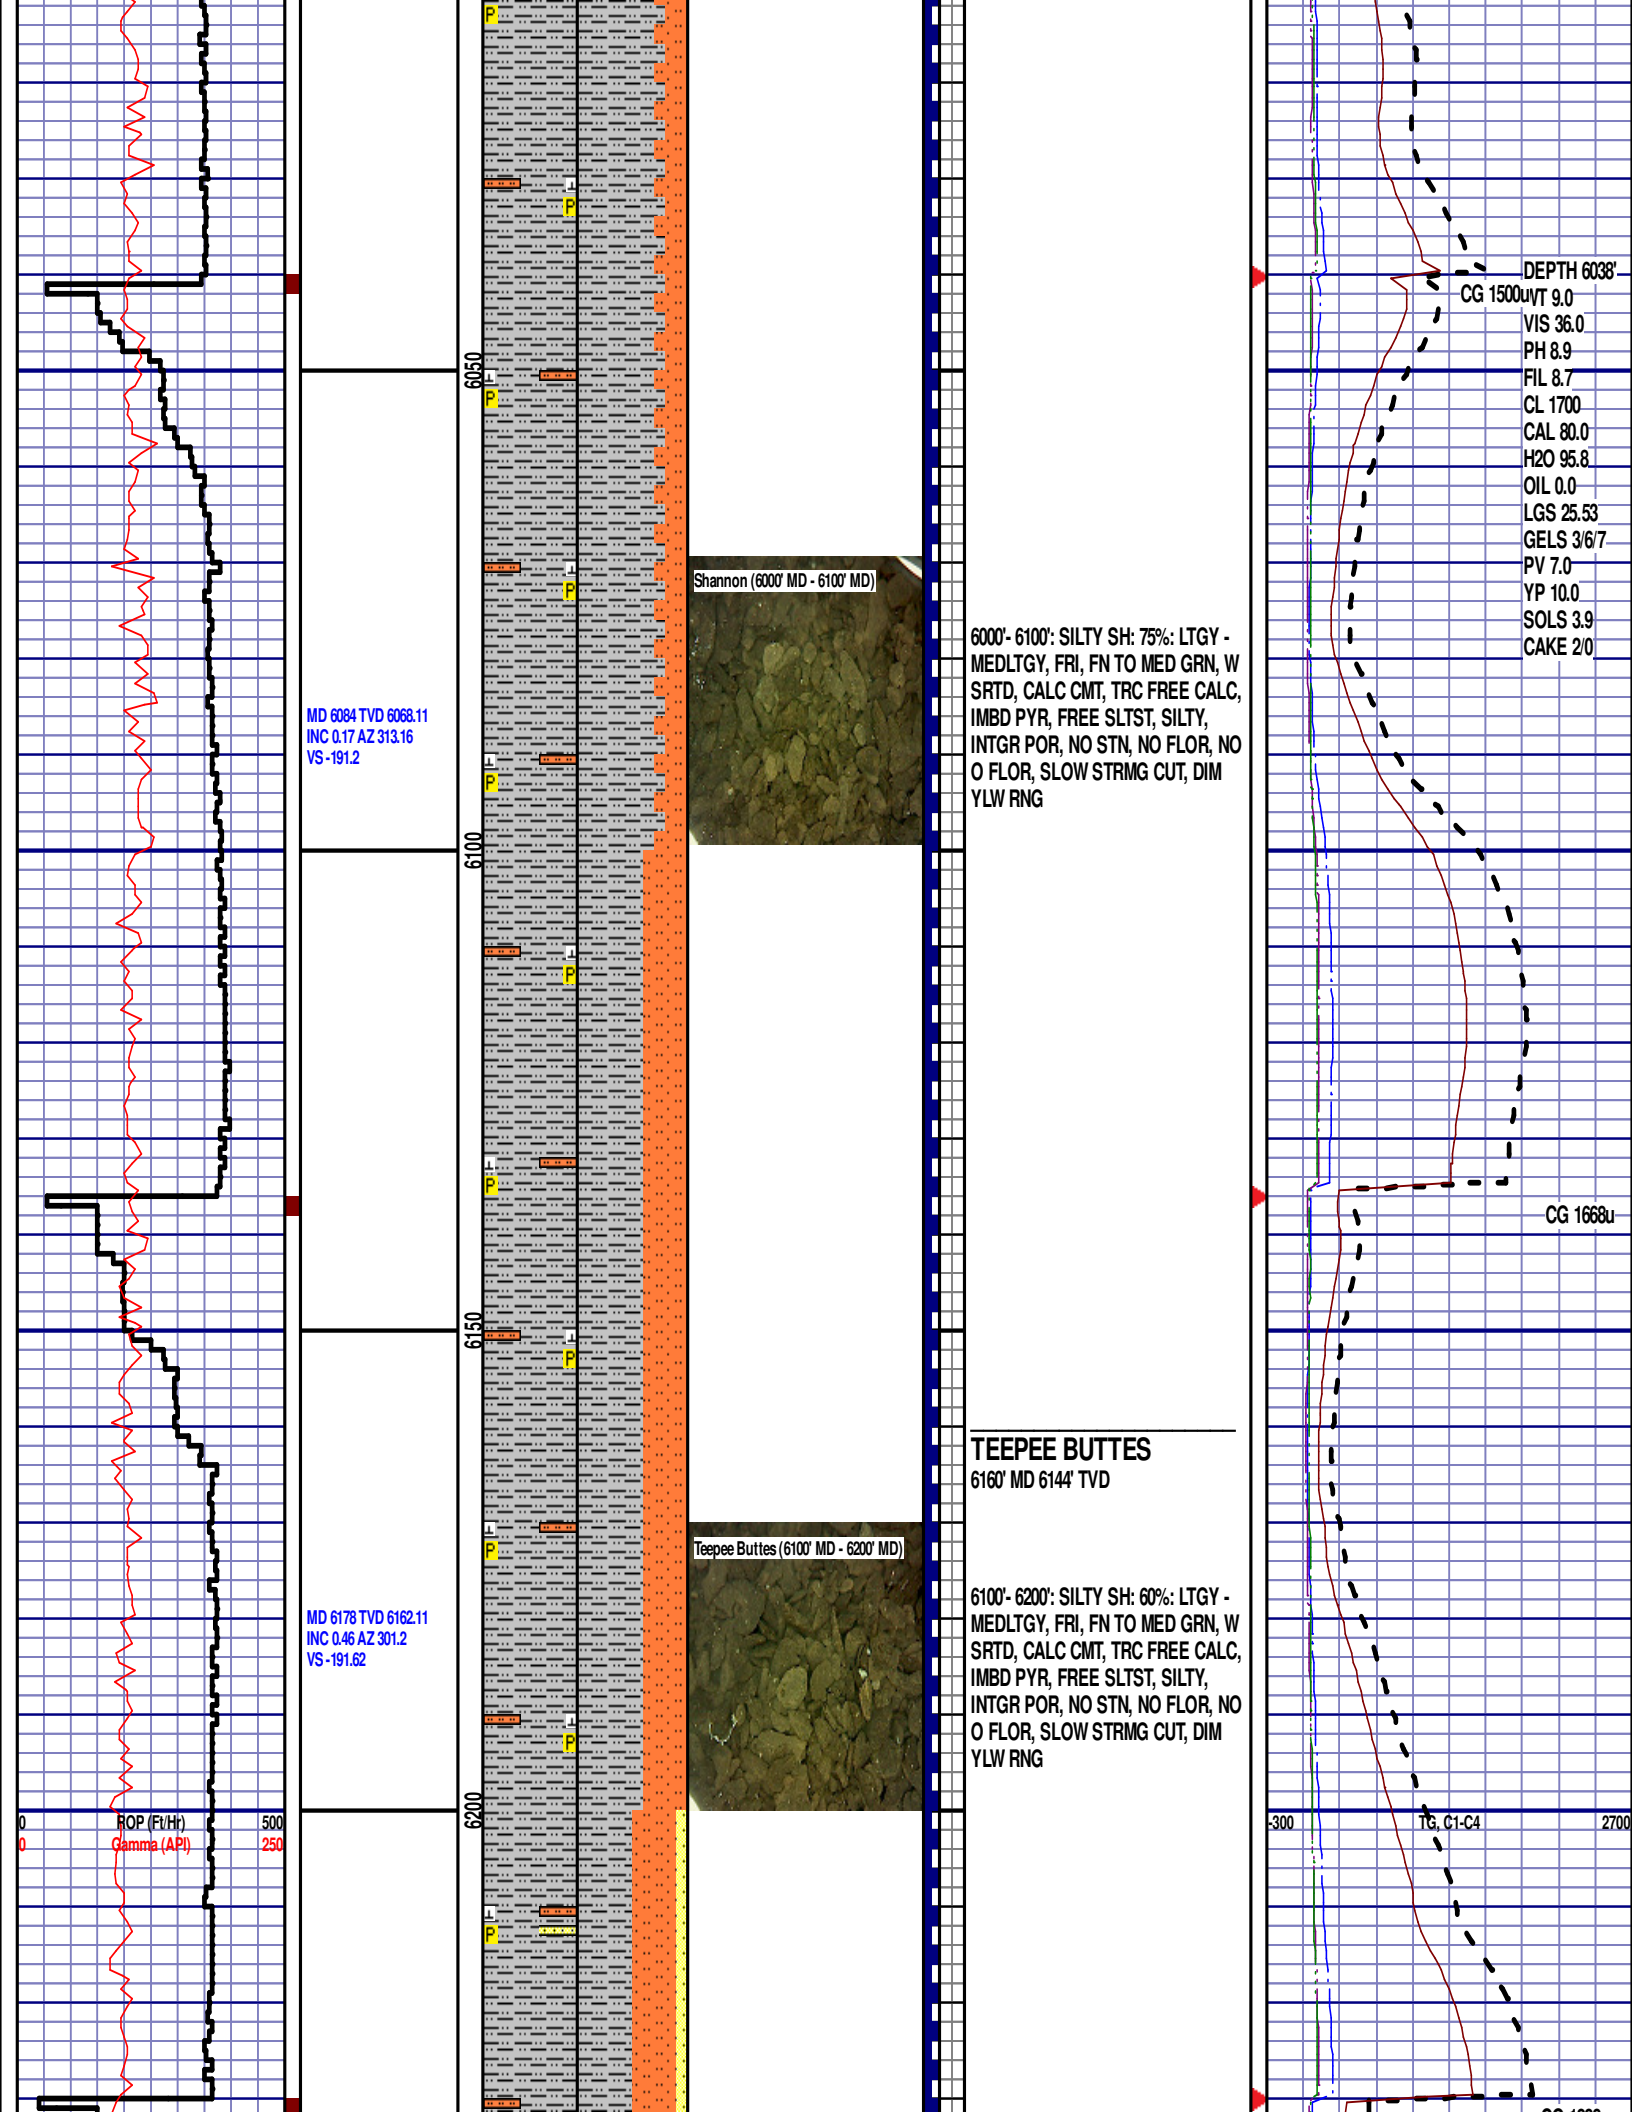 P
P
DEPTH 6038'
CG 1500u
WT 9.0
VIS 36.0
PH 8.9
FIL 8.7
CL 1700
CAL 80.0
H2O 95.8
OIL 0.0
LGS 25.53
GELS 3/6/7
PV 7.0
YP 10.0
SOLS 3.9
CAKE 2/0
6050
P
Shannon (6000' MD - 6100' MD)
P
6000'- 6100': SILTY SH: 75%: LTGY -
MEDLTGY, FRI, FN TO MED GRN, W
SRTD, CALC CMT, TRC FREE CALC,
IMBD PYR, FREE SLTST, SILTY,
INTGR POR, NO STN, NO FLOR, NO
O FLOR, SLOW STRMG CUT, DIM
YLW RNG
MD 6084 TVD 6068.11
INC 0.17 AZ 313.16
VS -191.2
P
6100
P
P
CG 1668u
6150
P
TEEPEE BUTTES
6160' MD 6144' TVD
P
Teepee Buttes (6100' MD - 6200' MD)
6100'- 6200': SILTY SH: 60%: LTGY -
MEDLTGY, FRI, FN TO MED GRN, W
SRTD, CALC CMT, TRC FREE CALC,
IMBD PYR, FREE SLTST, SILTY,
INTGR POR, NO STN, NO FLOR, NO
O FLOR, SLOW STRMG CUT, DIM
YLW RNG
MD 6178 TVD 6162.11
INC 0.46 AZ 301.2
VS -191.62
P
6200
0 ROP (Ft/Hr) 500
0 Gamma (API) 250
-300 TG, C1-C4 2700
P